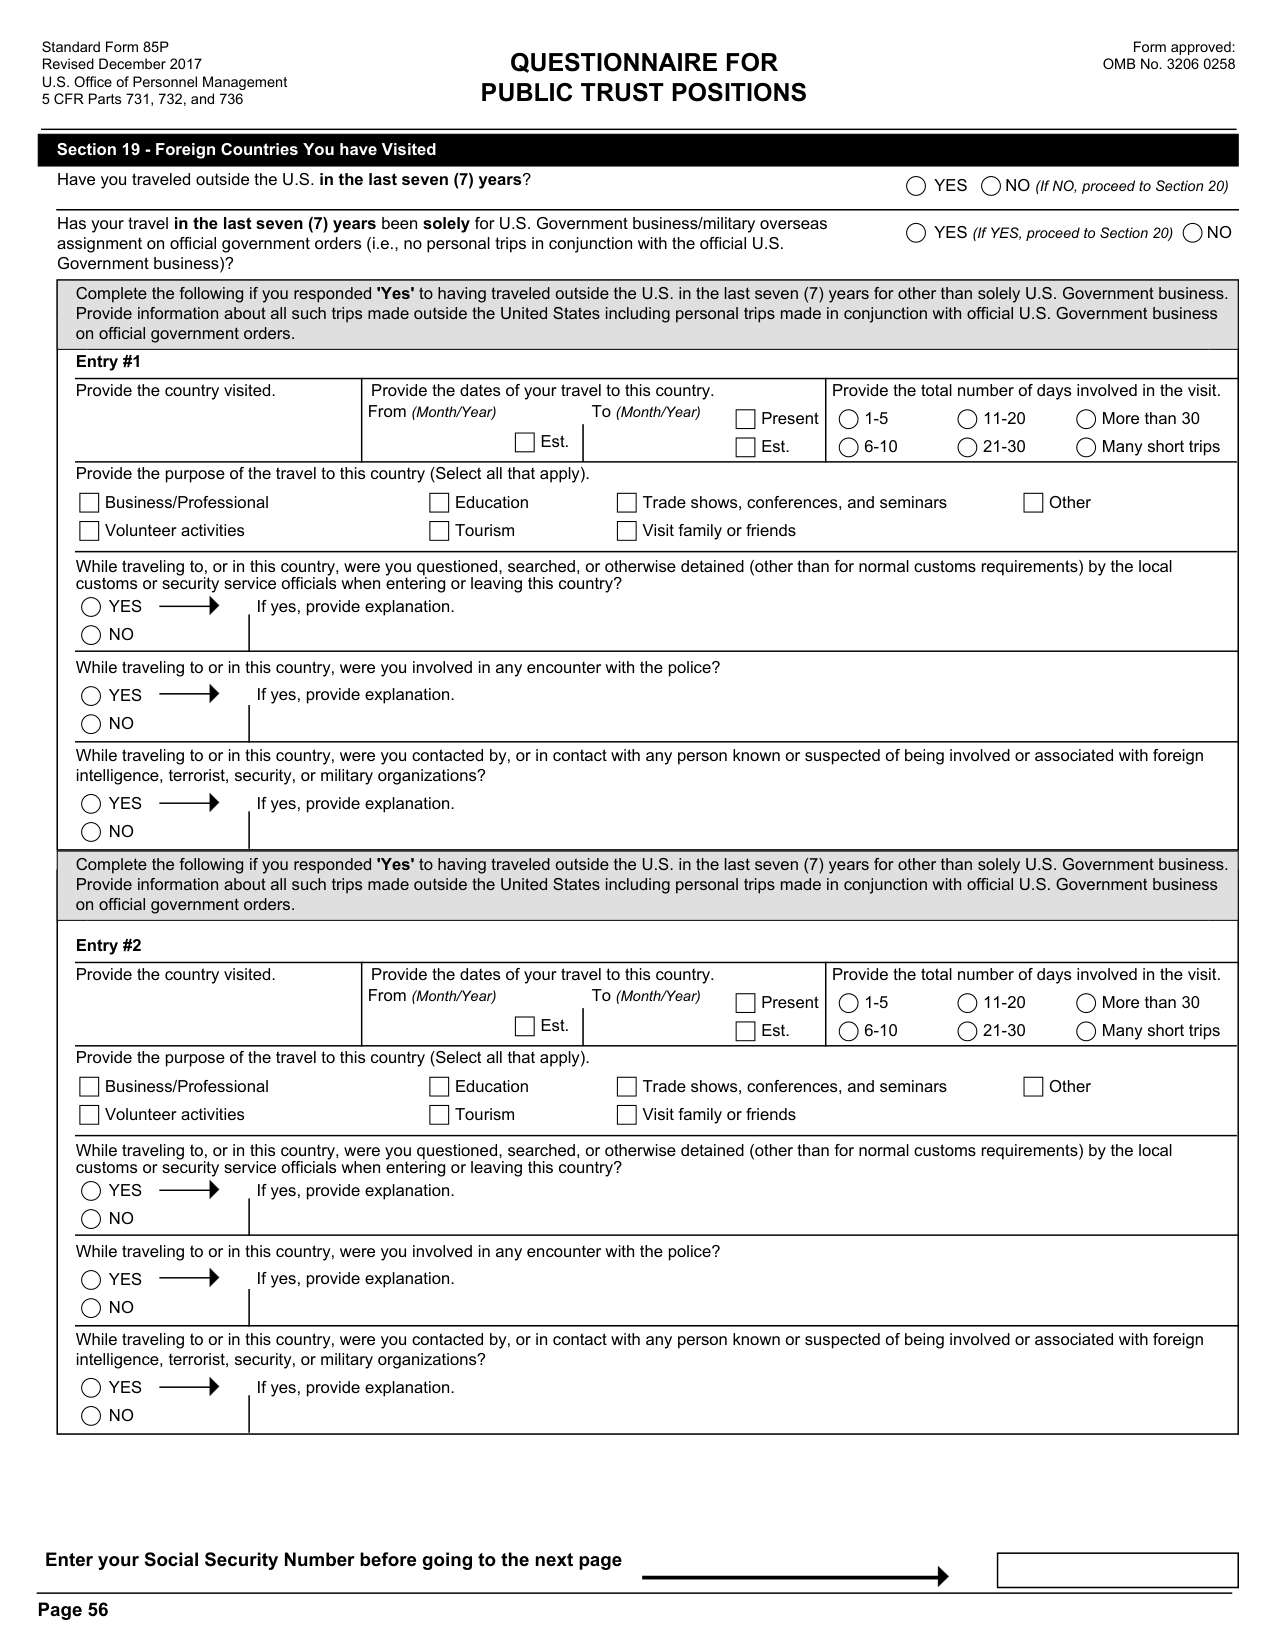 Standard Form 85P
Revised December 2017
U.S. Office of Personnel Management
5 CFR Parts 731, 732, and 736
QUESTIONNAIRE FOR
PUBLIC TRUST POSITIONS
Form approved:
OMB No. 3206 0258
Section 19 - Foreign Countries You have Visited
Have you traveled outside the U.S. in the last seven (7) years?
YES NO (If NO, proceed to Section 20)
Has your travel in the last seven (7) years been solely for U.S. Government business/military overseas
assignment on official government orders (i.e., no personal trips in conjunction with the official U.S.
Government business)?
YES (If YES, proceed to Section 20) NO
Complete the following if you responded 'Yes' to having traveled outside the U.S. in the last seven (7) years for other than solely U.S. Government business.
Provide information about all such trips made outside the United States including personal trips made in conjunction with official U.S. Government business
on official government orders.
Entry #1
Provide the country visited.
Provide the dates of your travel to this country.
From (Month/Year) To (Month/Year)
Est.
Present
Est.
Provide the total number of days involved in the visit.
1-5 11-20 More than 30
6-10 21-30 Many short trips
Provide the purpose of the travel to this country (Select all that apply).
Business/Professional Education Trade shows, conferences, and seminars Other
Volunteer activities Tourism Visit family or friends
While traveling to, or in this country, were you questioned, searched, or otherwise detained (other than for normal customs requirements) by the local
customs or security service officials when entering or leaving this country?
YES If yes, provide explanation.
NO
While traveling to or in this country, were you involved in any encounter with the police?
YES If yes, provide explanation.
NO
While traveling to or in this country, were you contacted by, or in contact with any person known or suspected of being involved or associated with foreign
intelligence, terrorist, security, or military organizations?
YES If yes, provide explanation.
NO
Complete the following if you responded 'Yes' to having traveled outside the U.S. in the last seven (7) years for other than solely U.S. Government business.
Provide information about all such trips made outside the United States including personal trips made in conjunction with official U.S. Government business
on official government orders.
Entry #2
Provide the country visited.
Provide the dates of your travel to this country.
From (Month/Year) To (Month/Year)
Est.
Present
Est.
Provide the total number of days involved in the visit.
1-5 11-20 More than 30
6-10 21-30 Many short trips
Provide the purpose of the travel to this country (Select all that apply).
Business/Professional Education Trade shows, conferences, and seminars Other
Volunteer activities Tourism Visit family or friends
While traveling to, or in this country, were you questioned, searched, or otherwise detained (other than for normal customs requirements) by the local
customs or security service officials when entering or leaving this country?
YES If yes, provide explanation.
NO
While traveling to or in this country, were you involved in any encounter with the police?
YES If yes, provide explanation.
NO
While traveling to or in this country, were you contacted by, or in contact with any person known or suspected of being involved or associated with foreign
intelligence, terrorist, security, or military organizations?
YES If yes, provide explanation.
NO
Enter your Social Security Number before going to the next page
Page 56